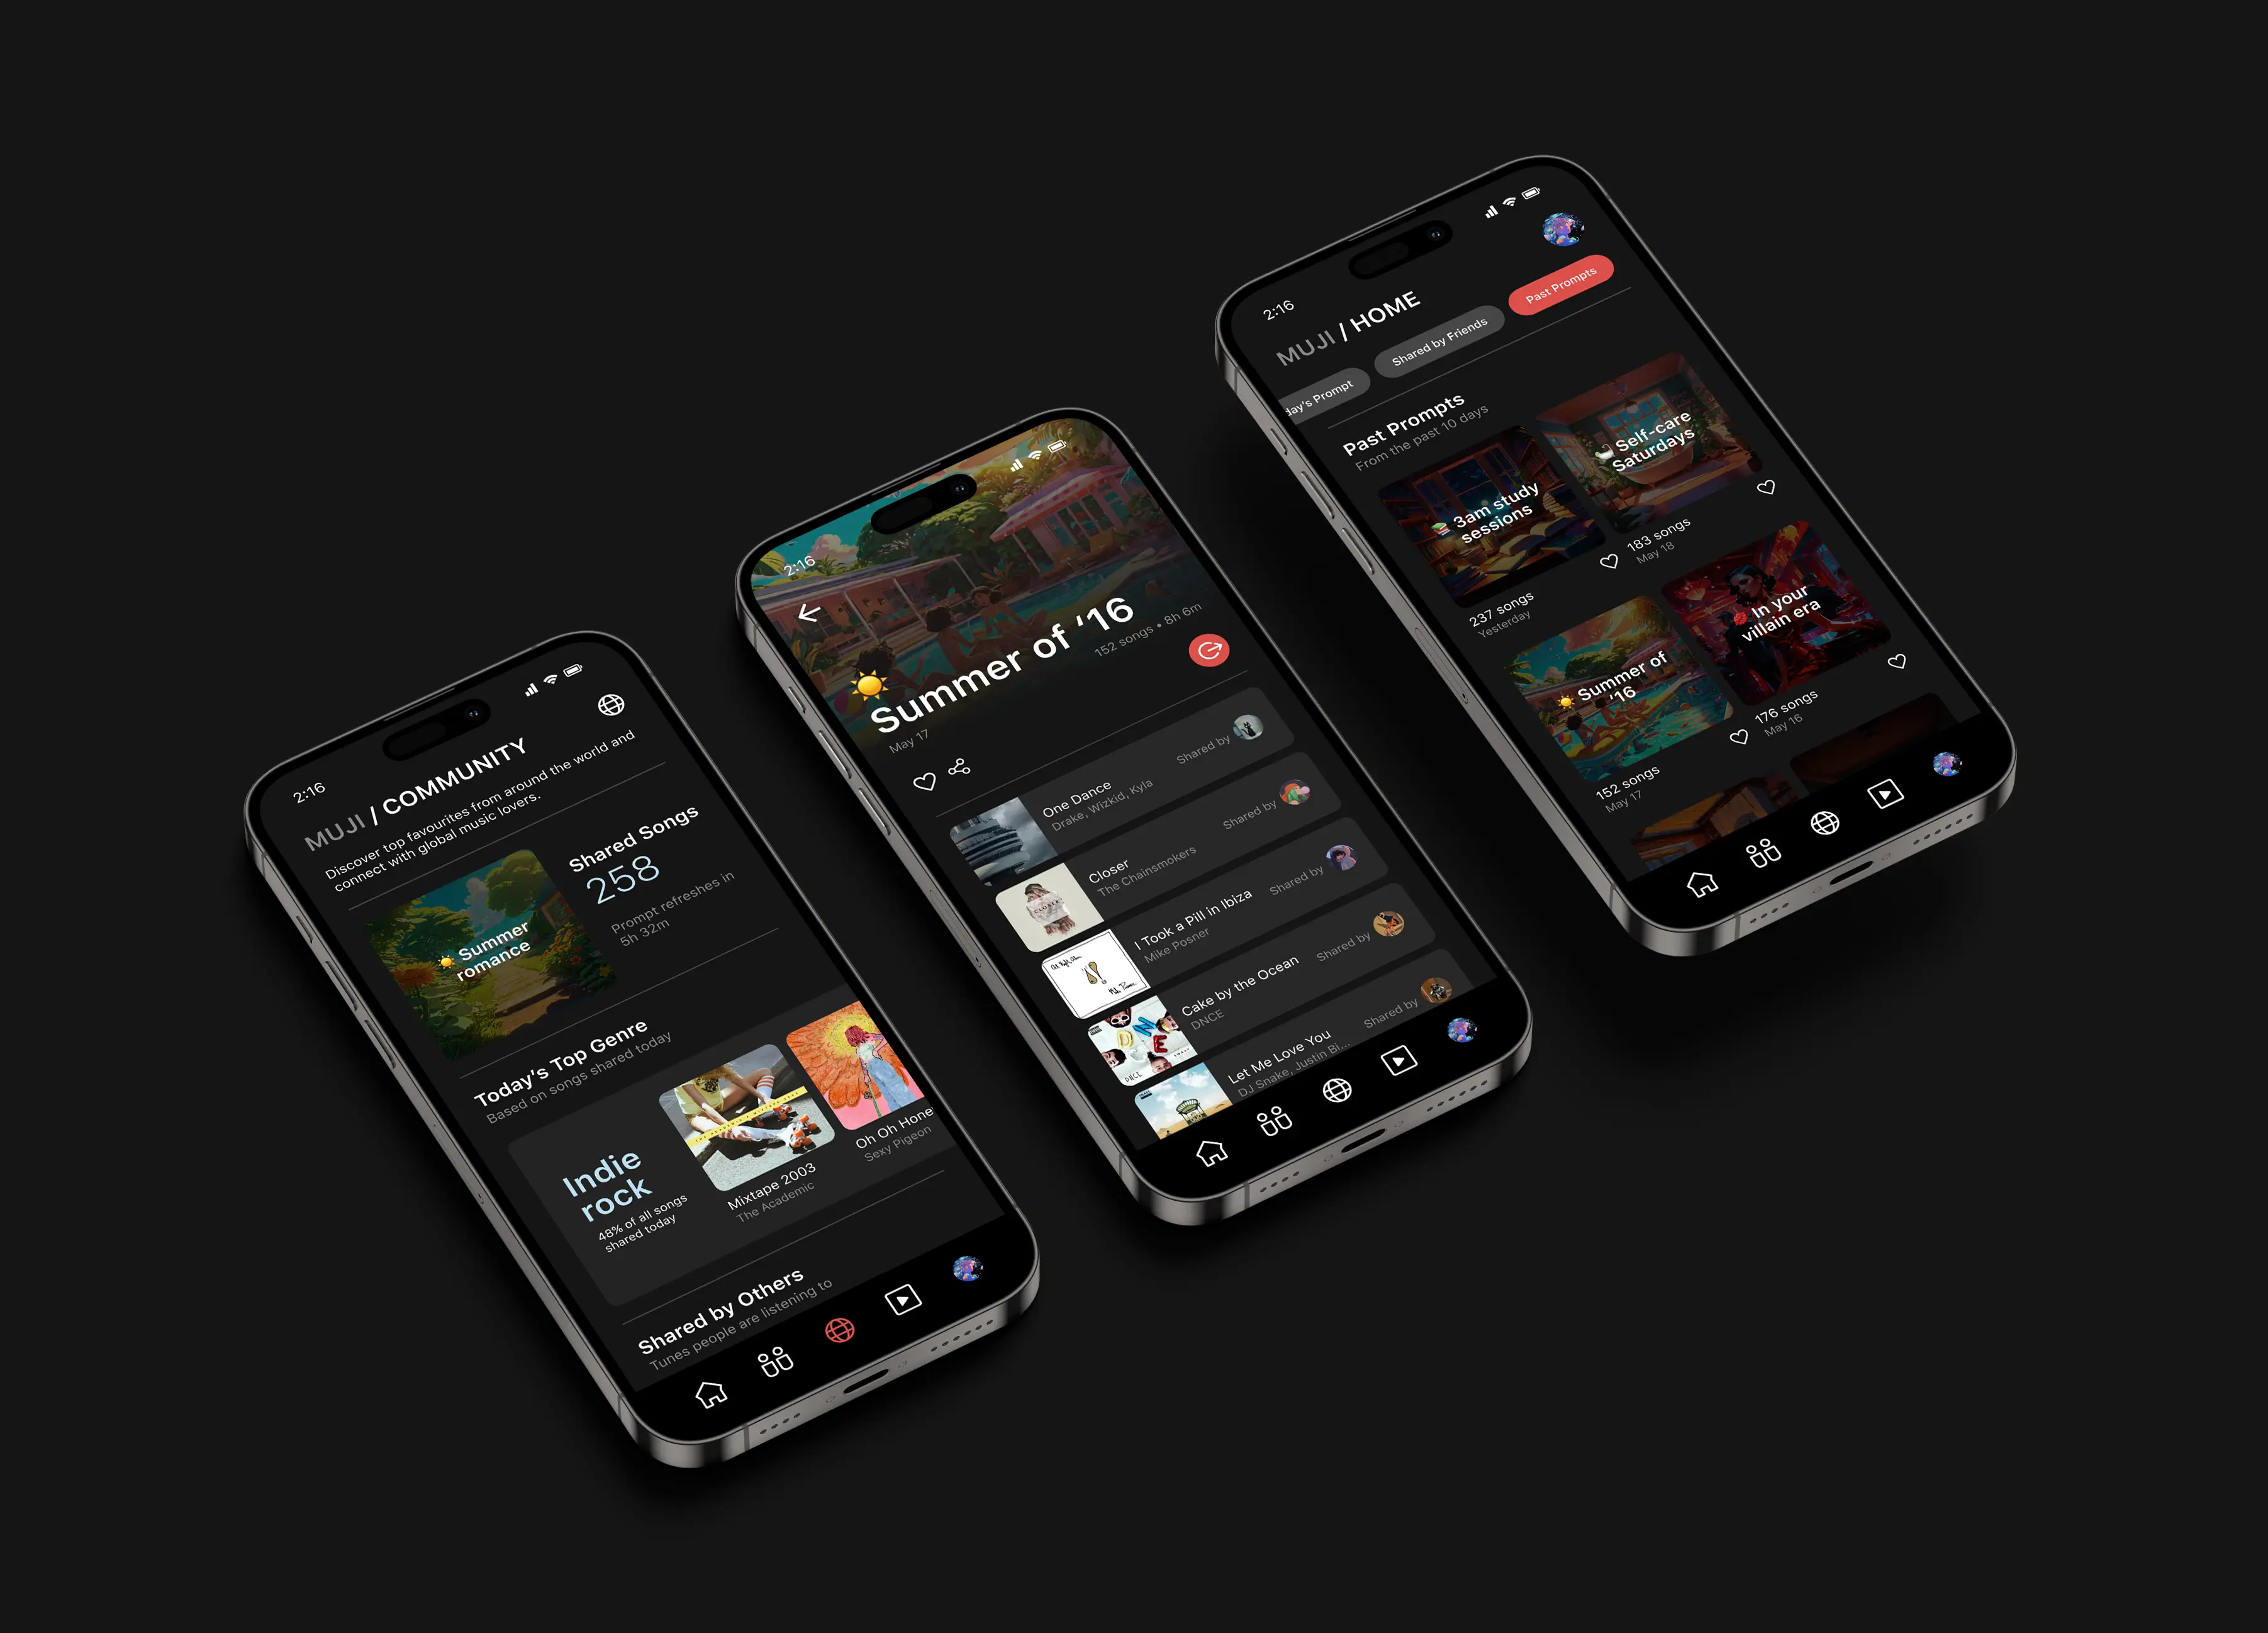 2:16
MUJI / COMMUNITY
Discover top favourites from around the world and
connect with global music lovers.
☀️ Summer
romance
Shared Songs
258
Prompt refreshes in
5h 32m
Today's Top Genre
Based on songs shared today
Indie
rock
48% of all songs
shared today
Mixtape 2003
The Academic
Oh Oh Hone
Sexy Pigeon
Shared by Others
Tunes people are listening to
2:16
☀️
Summer of ‘16
May 17
152 songs • 8h 6m
One Dance
Drake, Wizkid, Kyla
Shared by
Closer
The Chainsmokers
Shared by
CLOSER
I Took a Pill in Ibiza
Mike Posner
Shared by
Cake by the Ocean
DNCE
Shared by
D N
E
DNCE
Let Me Love You
DJ Snake, Justin Bi...
Shared by
2:16
MUJI / HOME
day's Prompt
Shared by Friends
Past Prompts
Past Prompts
From the past 10 days
📚 3am study
sessions
237 songs
Yesterday
🛀 Self-care
Saturdays
183 songs
May 18
☀️ Summer of
‘16
152 songs
May 17
💋 In your
villain era
176 songs
May 16